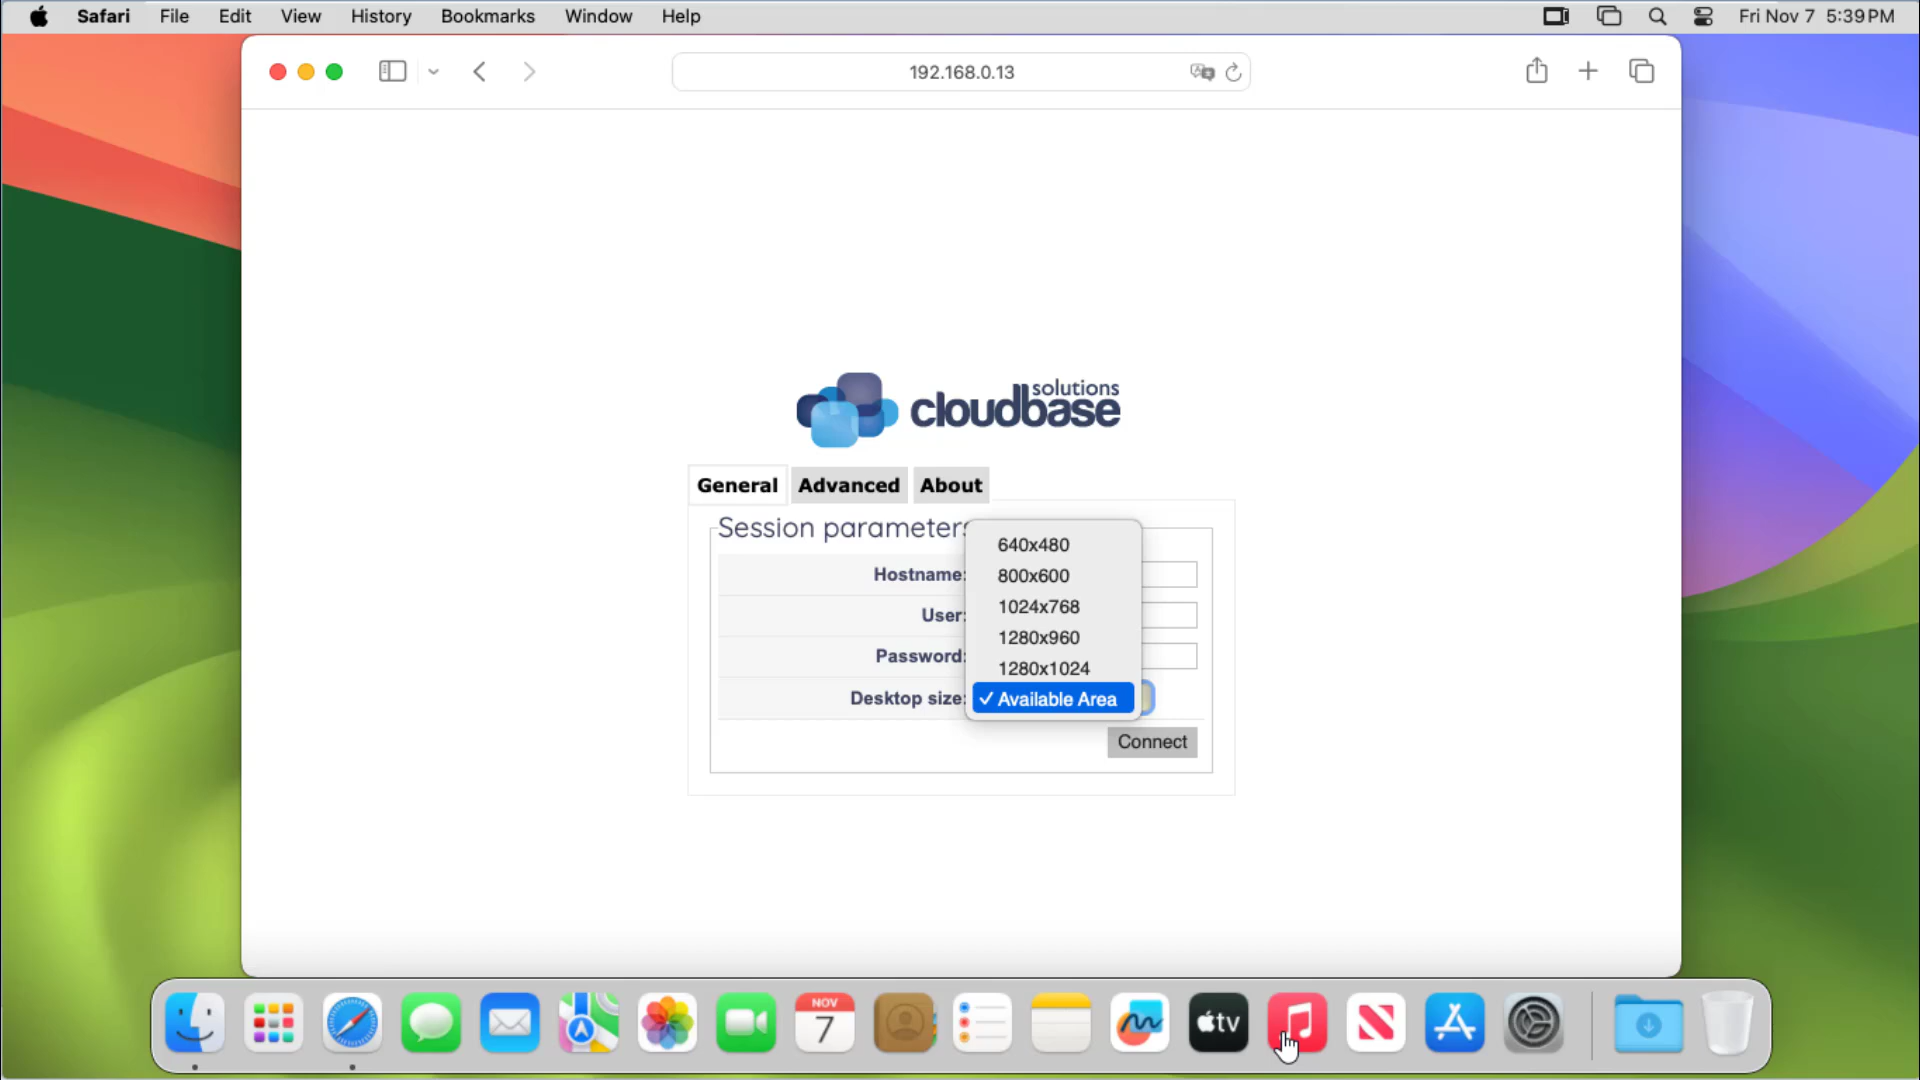 Safari File Edit View History Bookmarks Window Help Fri Nov 7 5:39 PM
192.168.0.13
solutions
cloudbase
General Advanced About
Session parameters
640x480
Hostname:
800x600
1024x768
User:
1280x960
Password:
1280x1024
Desktop size: ✓ Available Area
Connect
NOV
7
tv